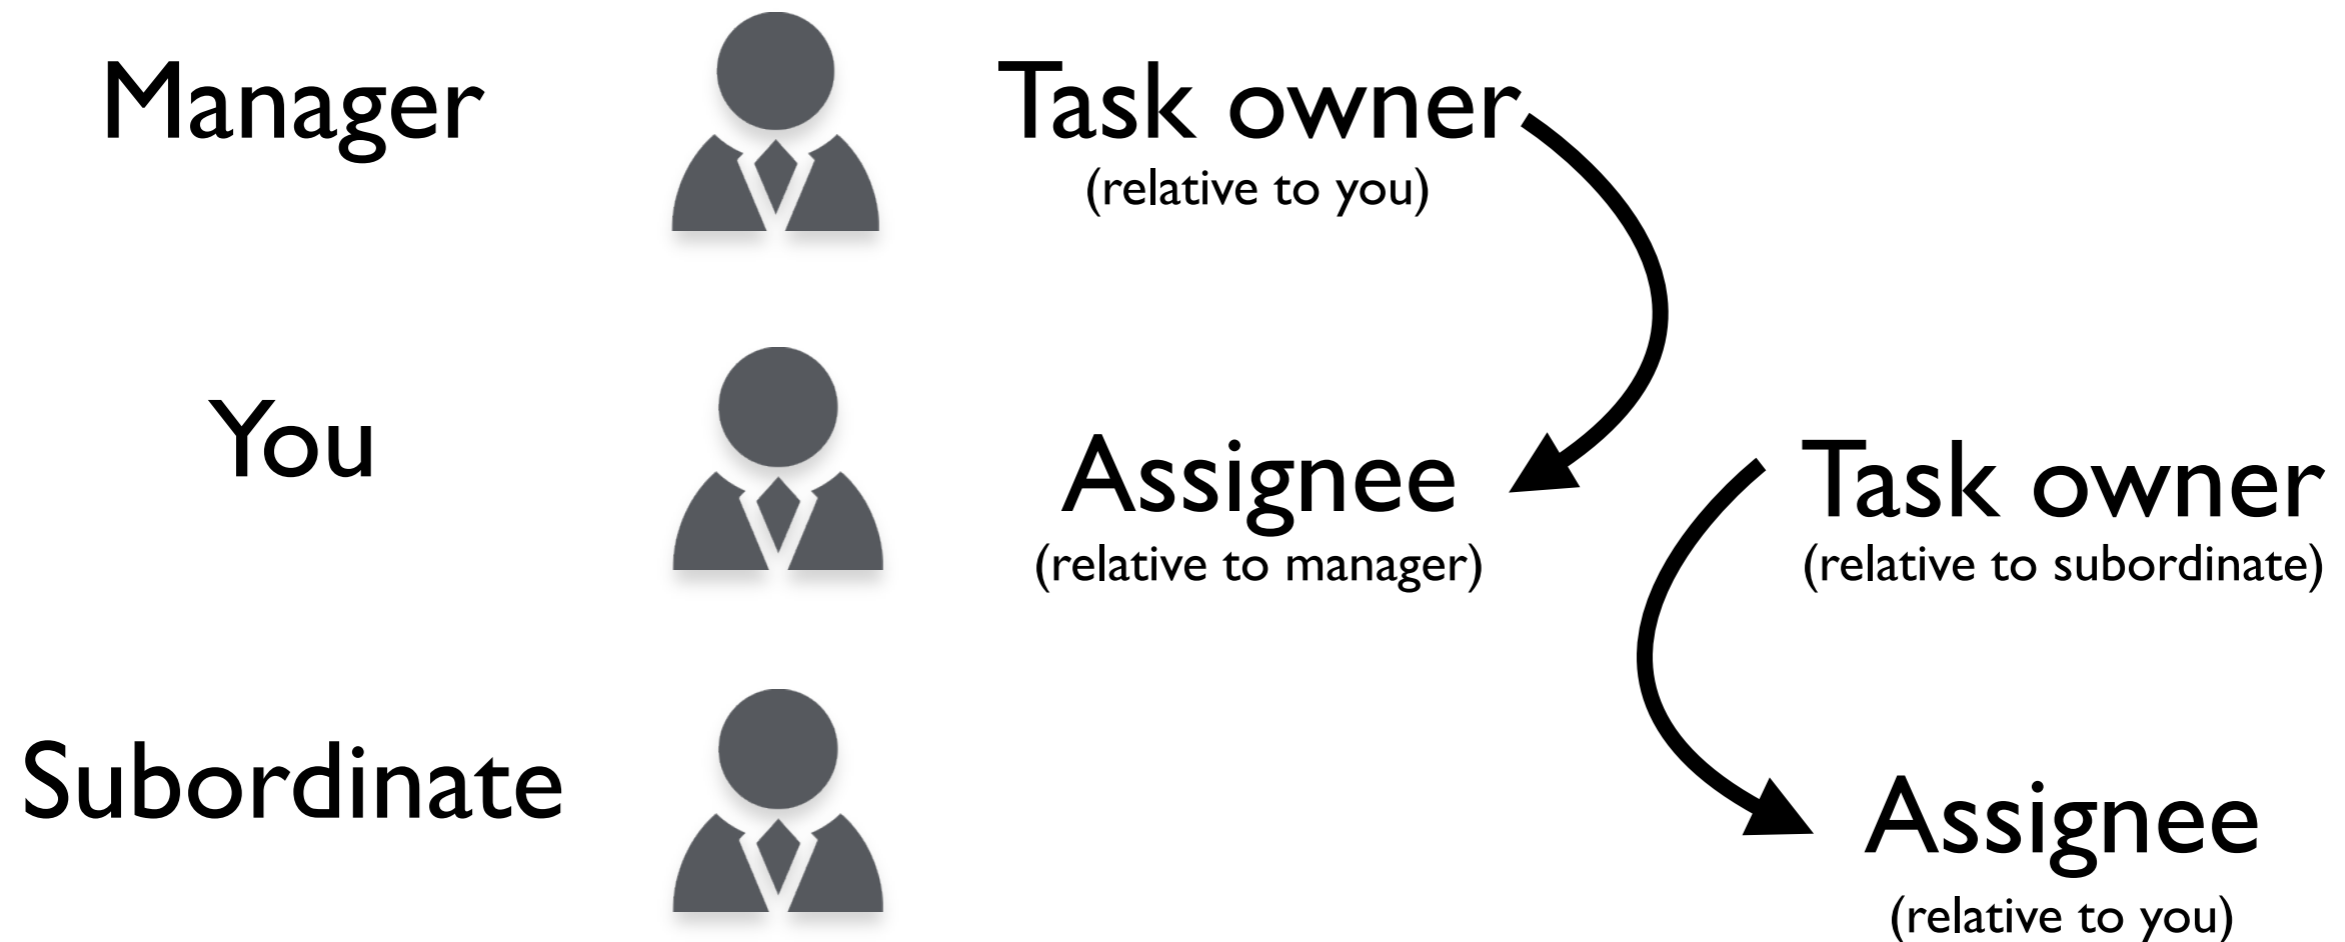 Manager
Task owner
(relative to you)
You
Assignee
(relative to manager)
Task owner
(relative to subordinate)
Subordinate
Assignee
(relative to you)